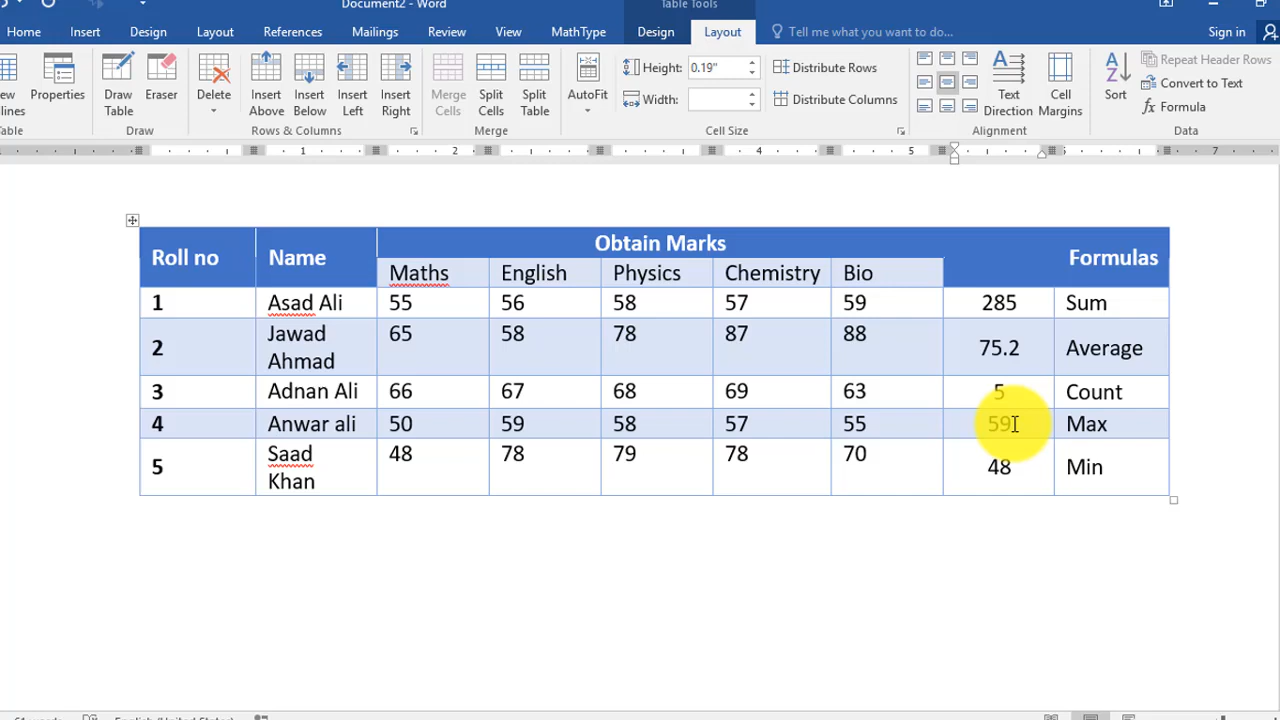 Document2 - Word
Table Tools
Home Insert Design Layout References Mailings Review View MathType Design Layout Tell me what you want to do... Sign in
Properties
Draw Table
Eraser
Delete
Insert Above
Insert Below
Insert Left
Insert Right
Merge Cells
Split Cells
Split Table
AutoFit
Height: 0.19"
Width:
Distribute Rows
Distribute Columns
Text Direction
Cell Margins
Sort
Repeat Header Rows
Convert to Text
fx Formula
Draw Rows & Columns Merge Cell Size Alignment Data
1 2 4 5 7
Roll no Name Obtain Marks Formulas
Maths English Physics Chemistry Bio
1 Asad Ali 55 56 58 57 59 285 Sum
2 Jawad Ahmad 65 58 78 87 88 75.2 Average
3 Adnan Ali 66 67 68 69 63 5 Count
4 Anwar ali 50 59 58 57 55 59 Max
5 Saad Khan 48 78 79 78 70 48 Min